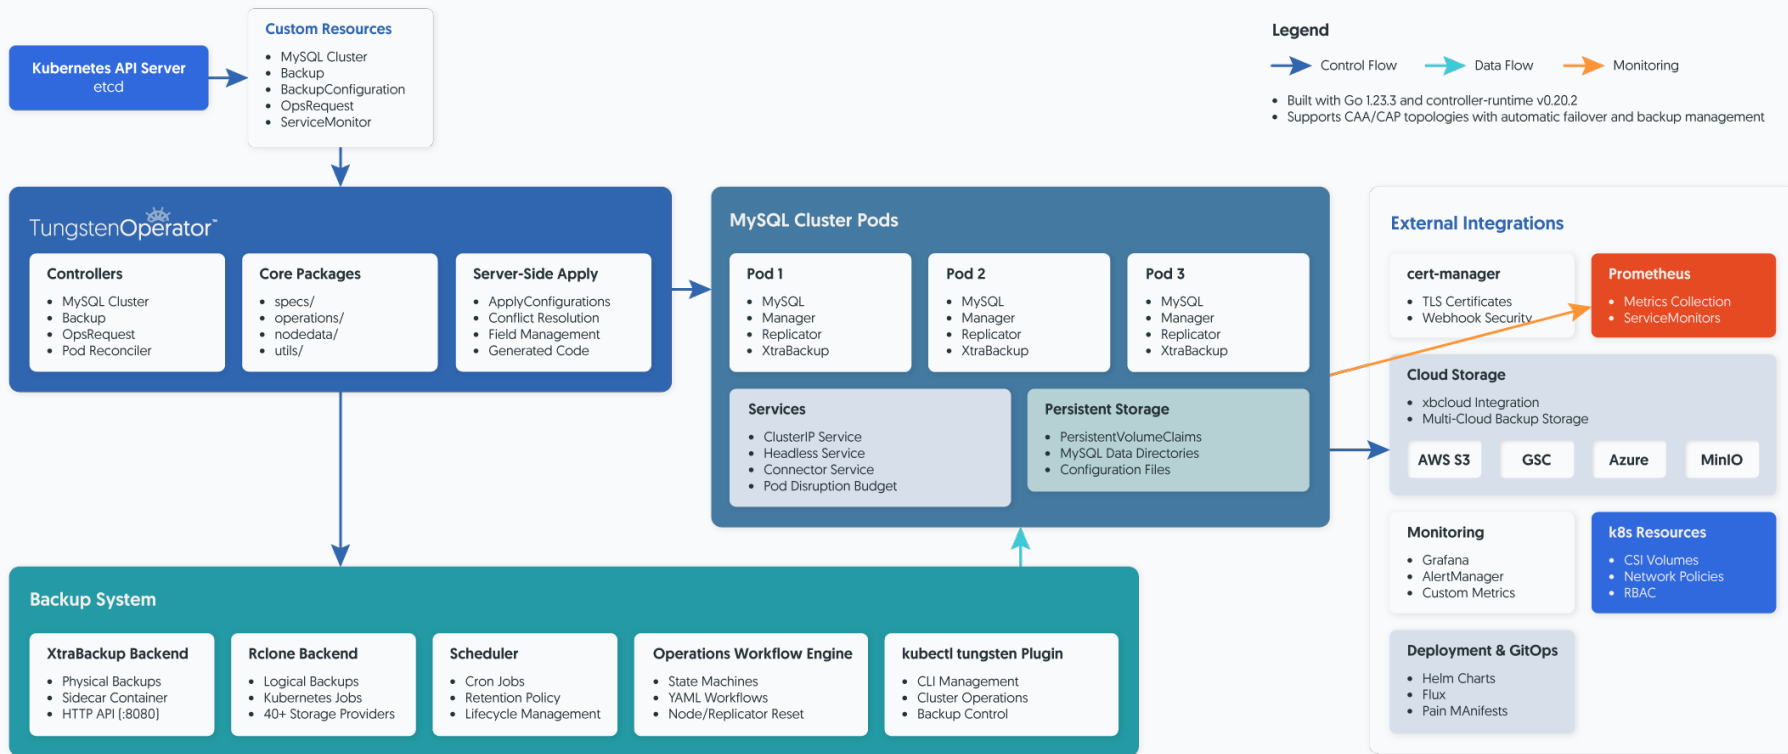 Kubernetes API Server
etcd
Custom Resources
• MySQL Cluster
• Backup
• BackupConfiguration
• OpsRequest
• ServiceMonitor
Legend
Control Flow
Data Flow
Monitoring
• Built with Go 1.23.3 and controller-runtime v0.20.2
• Supports CAA/CAP topologies with automatic failover and backup management
TungstenOperator™
Controllers
• MySQL Cluster
• Backup
• OpsRequest
• Pod Reconciler
Core Packages
• specs/
• operations/
• nodedata/
• utils/
Server-Side Apply
• ApplyConfigurations
• Conflict Resolution
• Field Management
• Generated Code
MySQL Cluster Pods
Pod 1
• MySQL
• Manager
• Replicator
• XtraBackup
Pod 2
• MySQL
• Manager
• Replicator
• XtraBackup
Pod 3
• MySQL
• Manager
• Replicator
• XtraBackup
Services
• ClusterIP Service
• Headless Service
• Connector Service
• Pod Disruption Budget
Persistent Storage
• PersistentVolumeClaims
• MySQL Data Directories
• Configuration Files
External Integrations
cert-manager
• TLS Certificates
• Webhook Security
Prometheus
• Metrics Collection
• ServiceMonitors
Cloud Storage
• xbcloud Integration
• Multi-Cloud Backup Storage
AWS S3
GSC
Azure
MinIO
Monitoring
• Grafana
• AlertManager
• Custom Metrics
k8s Resources
• CSI Volumes
• Network Policies
• RBAC
Deployment & GitOps
• Helm Charts
• Flux
• Pain MAnifests
Backup System
XtraBackup Backend
• Physical Backups
• Sidecar Container
• HTTP API (:8080)
Rclone Backend
• Logical Backups
• Kubernetes Jobs
• 40+ Storage Providers
Scheduler
• Cron Jobs
• Retention Policy
• Lifecycle Management
Operations Workflow Engine
• State Machines
• YAML Workflows
• Node/Replicator Reset
kubectl tungsten Plugin
• CLI Management
• Cluster Operations
• Backup Control